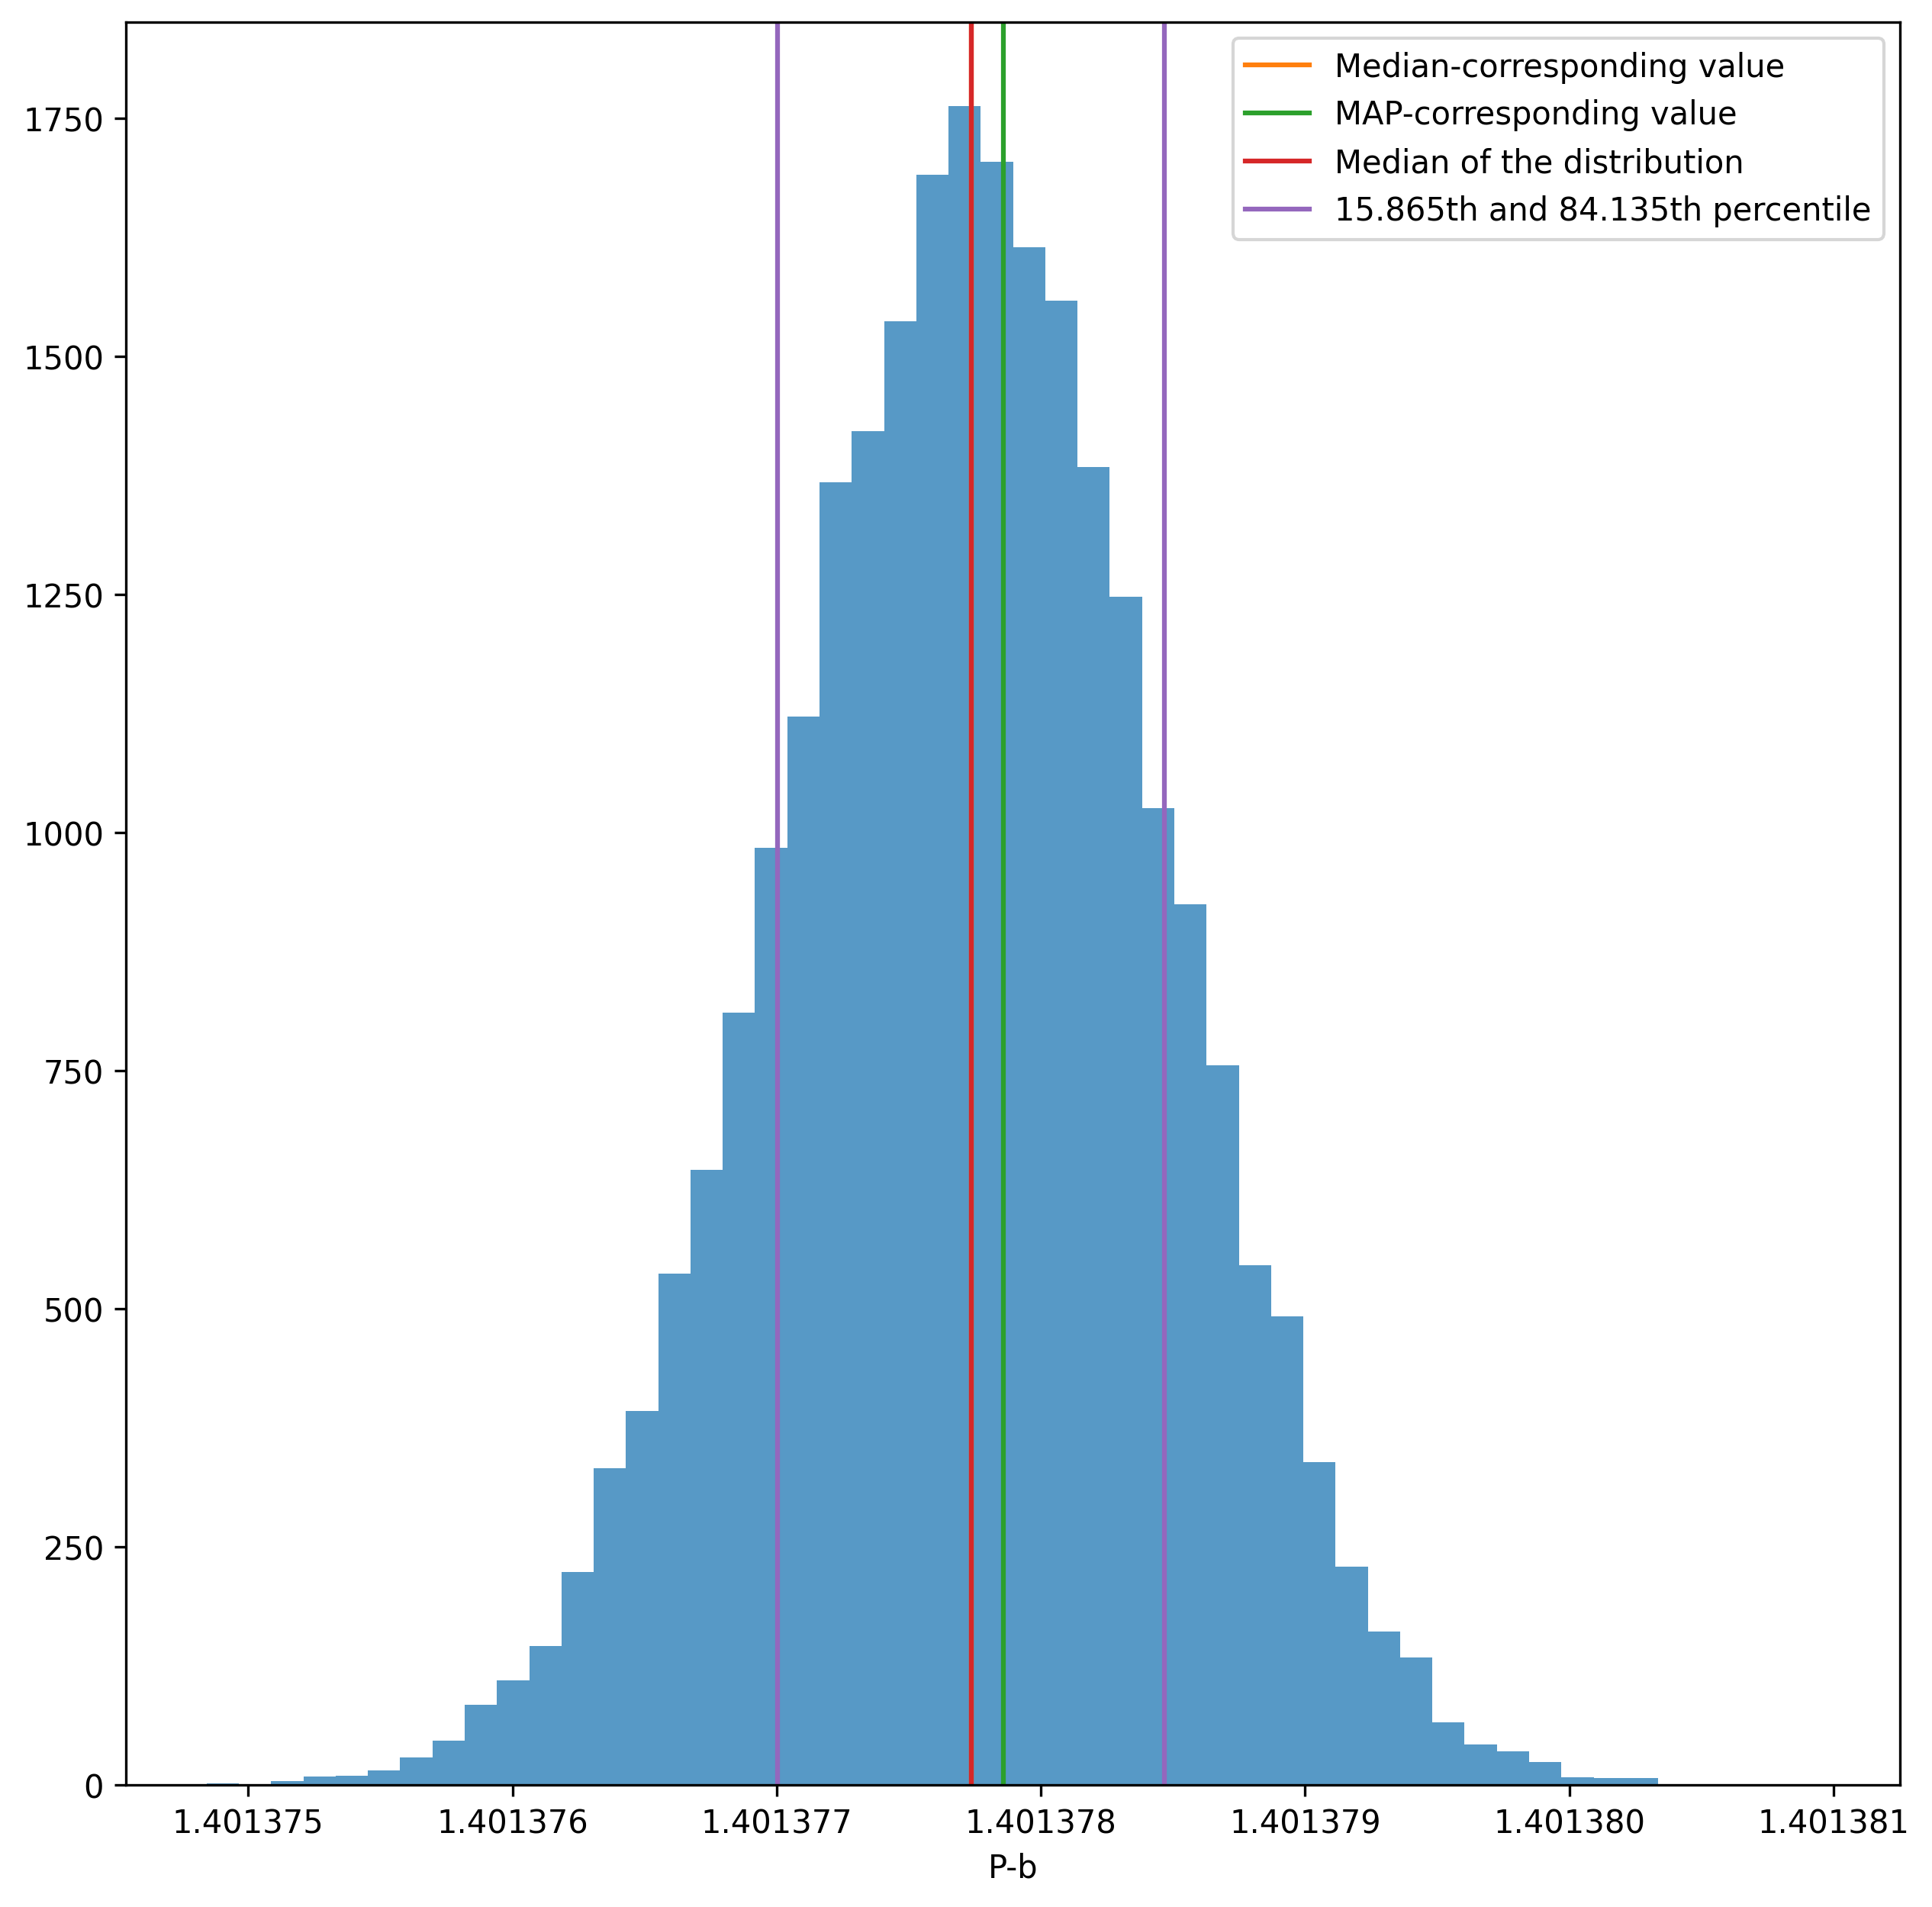 Median-corresponding value
MAP-corresponding value
Median of the distribution
15.865th and 84.135th percentile
1750
1500
1250
1000
750
500
250
0
1.401375 1.401376 1.401377 1.401378 1.401379 1.401380 1.401381
P-b